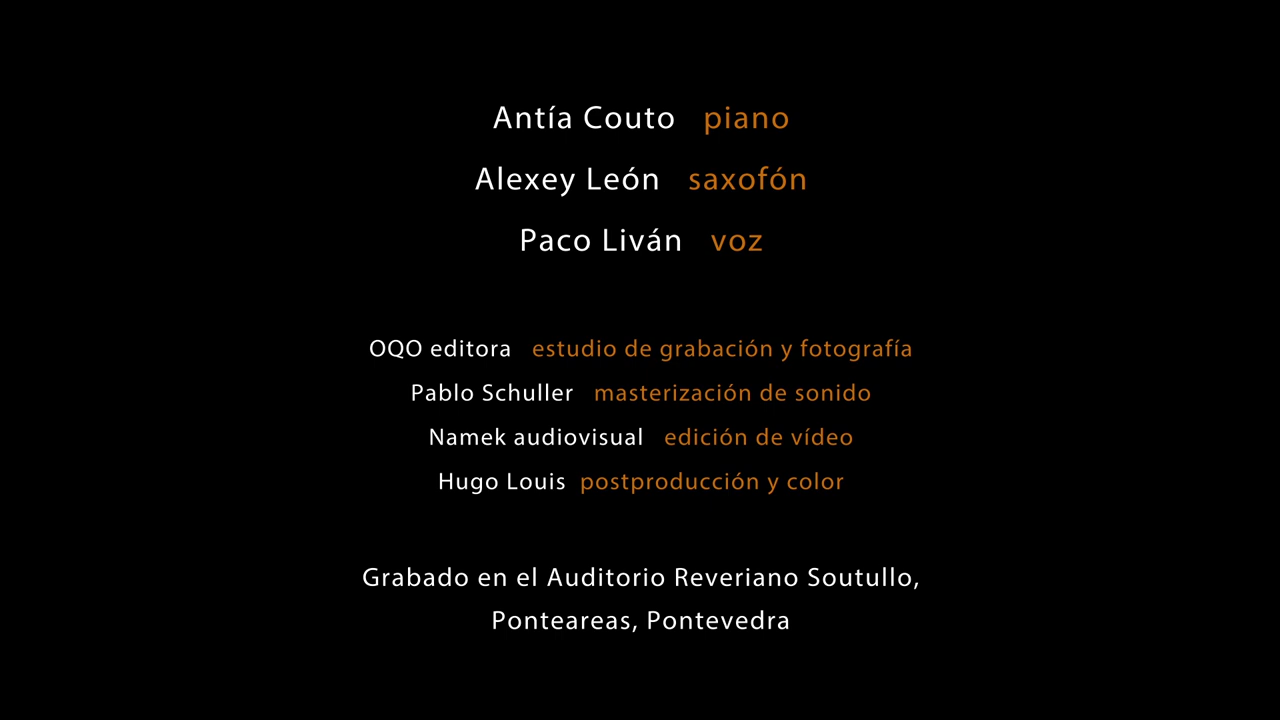 Antía Couto piano
Alexey León saxofón
Paco Liván voz
OQO editora estudio de grabación y fotografía
Pablo Schuller masterización de sonido
Namek audiovisual edición de vídeo
Hugo Louis postproducción y color
Grabado en el Auditorio Reveriano Soutullo,
Ponteareas, Pontevedra